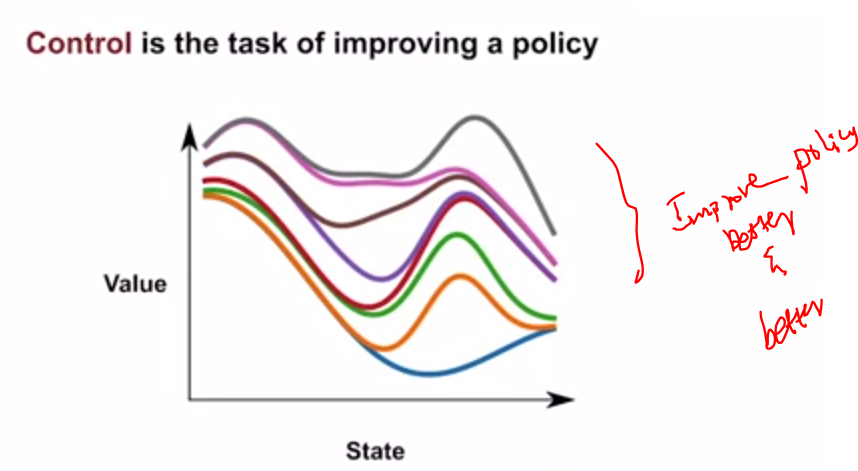 Control is the task of improving a policy
Value
State
Improve policy
better
&
better